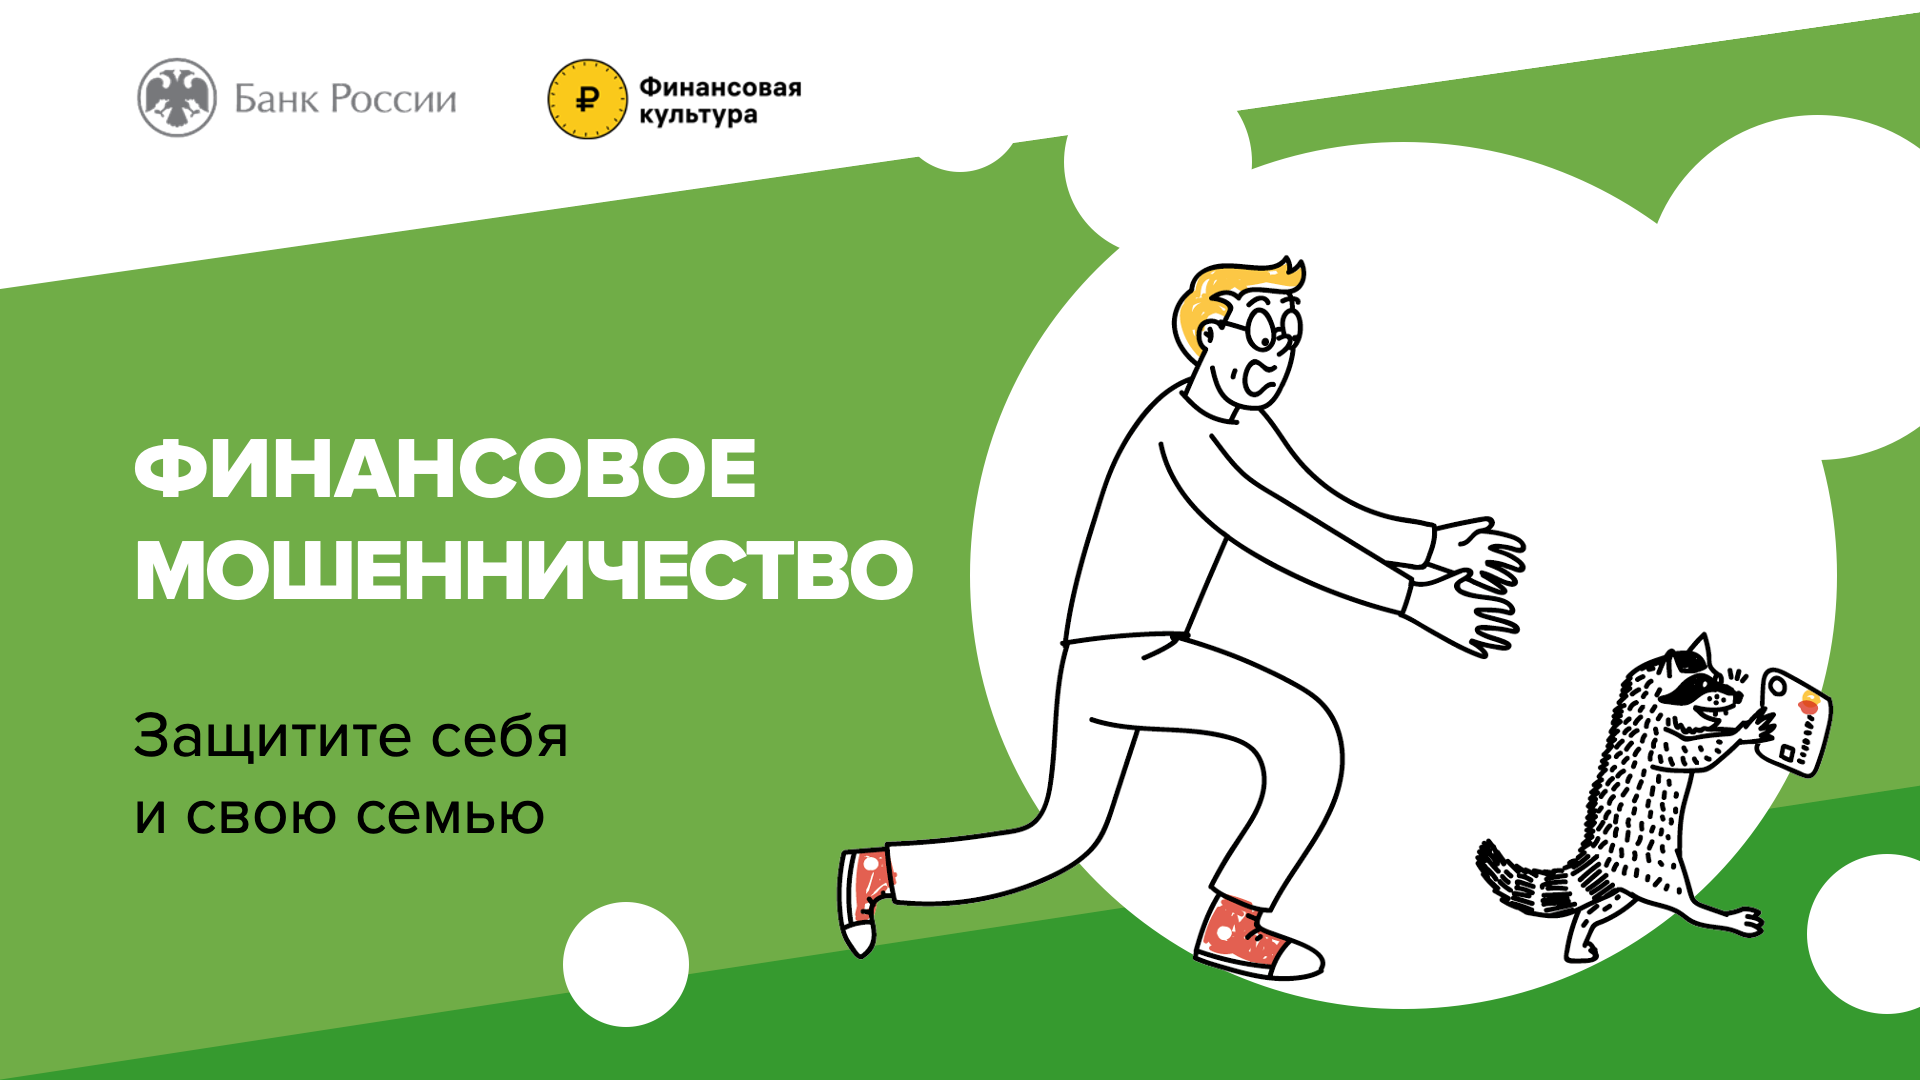 Банк России
Финансовая
культура
ФИНАНСОВОЕ
МОШЕННИЧЕСТВО
Защитите себя
и свою семью